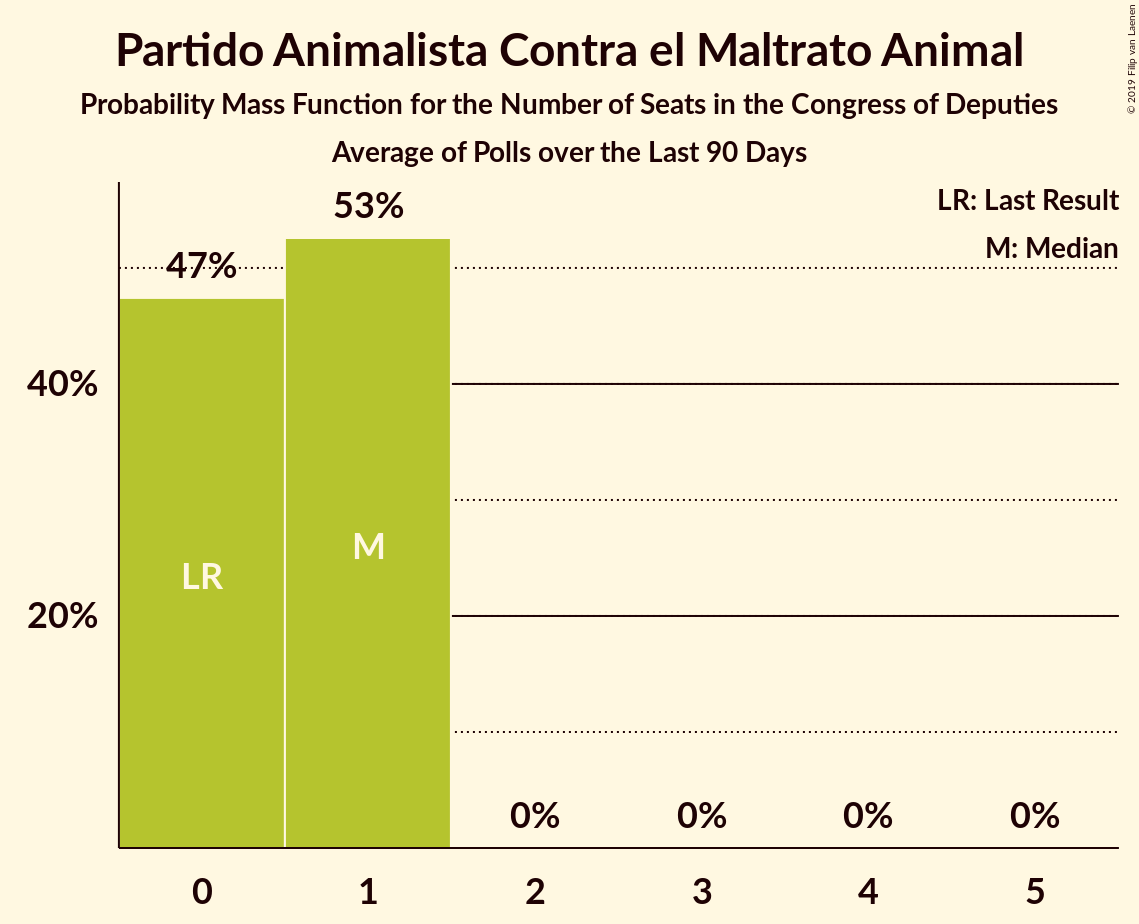 Partido Animalista Contra el Maltrato Animal
Probability Mass Function for the Number of Seats in the Congress of Deputies
Average of Polls over the Last 90 Days
© 2019 Filip van Laenen
LR: Last Result
M: Median
53%
47%
40%
20%
LR
M
0% 0% 0% 0%
0 1 2 3 4 5